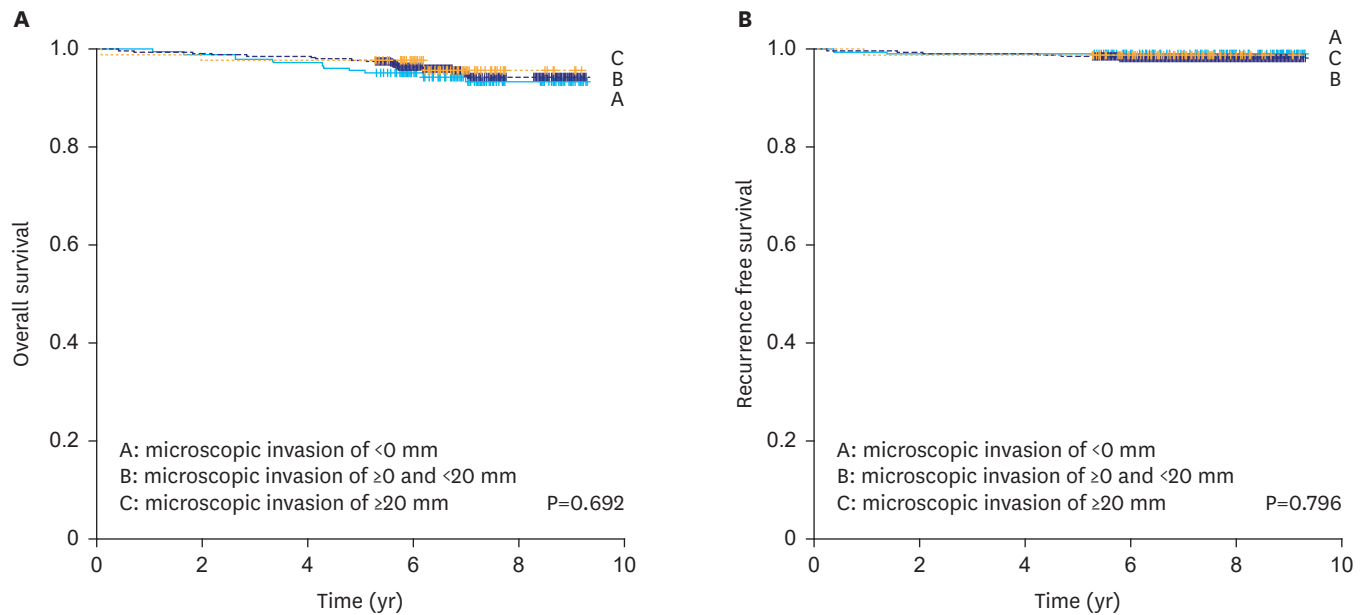 A
1.0
0.8
0.6
0.4
0.2
0
0 2 4 6 8 10
Overall survival
Time (yr)
C
B
A
A: microscopic invasion of <0 mm
B: microscopic invasion of ≥0 and <20 mm
C: microscopic invasion of ≥20 mm P=0.692
B
1.0
0.8
0.6
0.4
0.2
0
0 2 4 6 8 10
Recurrence free survival
Time (yr)
A
C
B
A: microscopic invasion of <0 mm
B: microscopic invasion of ≥0 and <20 mm
C: microscopic invasion of ≥20 mm P=0.796